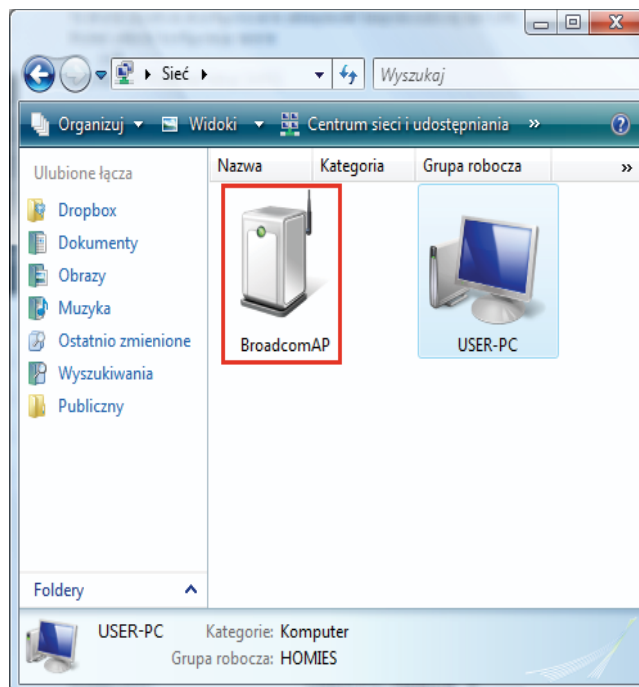 Sieć
Wyszukaj
Organizuj Widoki Centrum sieci i udostępniania »
Ulubione łącza
Dropbox
Dokumenty
Obrazy
Muzyka
Ostatnio zmienione
Wyszukiwania
Publiczny
Foldery
Nazwa Kategoria Grupa robocza »
BroadcomAP
USER-PC
USER-PC Kategorie: Komputer
Grupa robocza: HOMIES